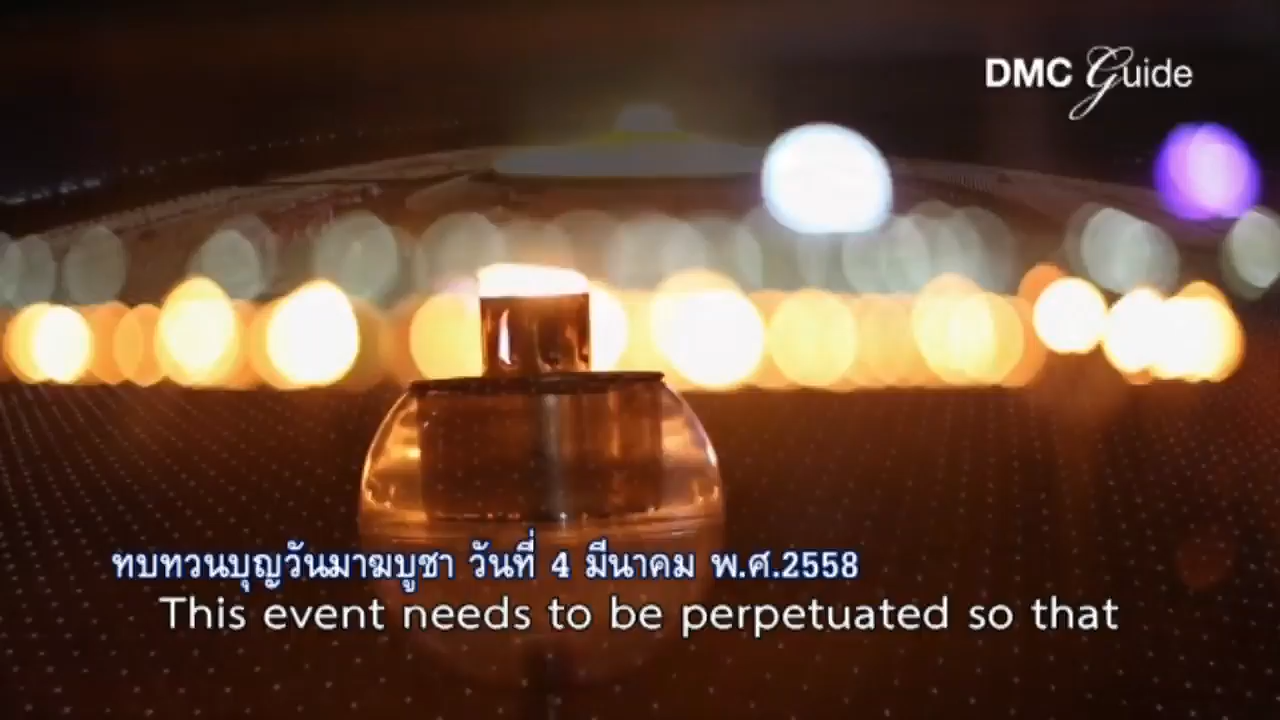 DMC Guide
ทบทวนบุญวันมาฆบูชา วันที่ 4 มีนาคม พ.ศ.2558
This event needs to be perpetuated so that